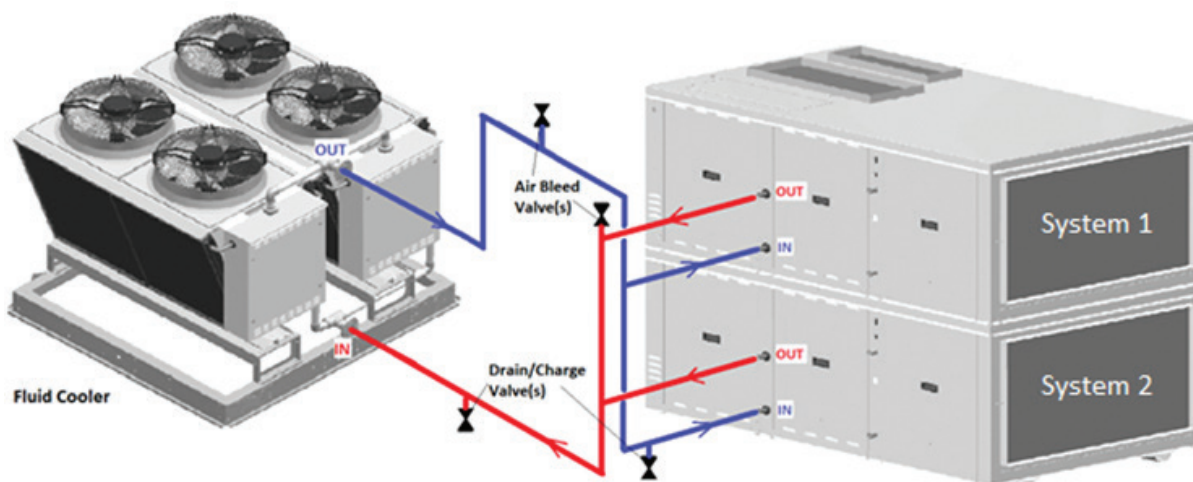 OUT
Air Bleed
Valve(s)
OUT
IN
System 1
IN
Drain/Charge
Valve(s)
OUT
IN
System 2
Fluid Cooler